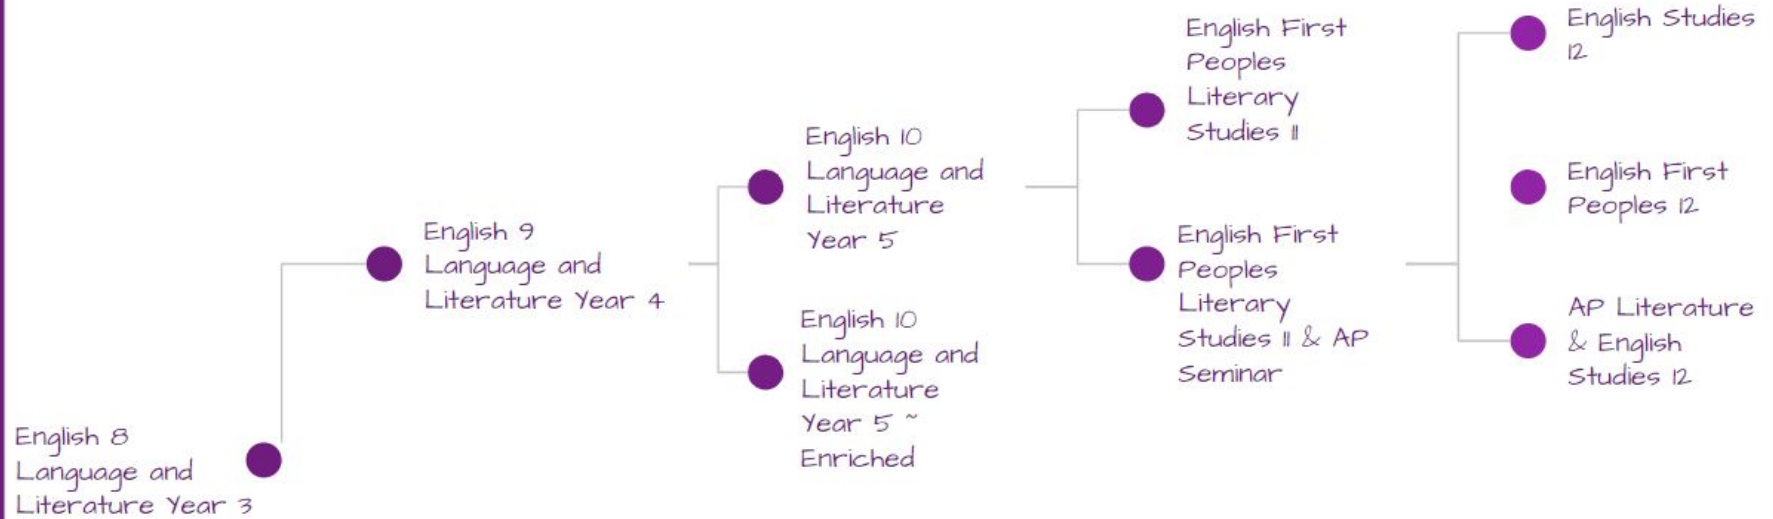 English 8
Language and
Literature Year 3
English 9
Language and
Literature Year 4
English 10
Language and
Literature
Year 5
English 10
Language and
Literature
Year 5 ~
Enriched
English First
Peoples
Literary
Studies 11
English First
Peoples
Literary
Studies 11 & AP
Seminar
English Studies
12
English First
Peoples 12
AP Literature
& English
Studies 12